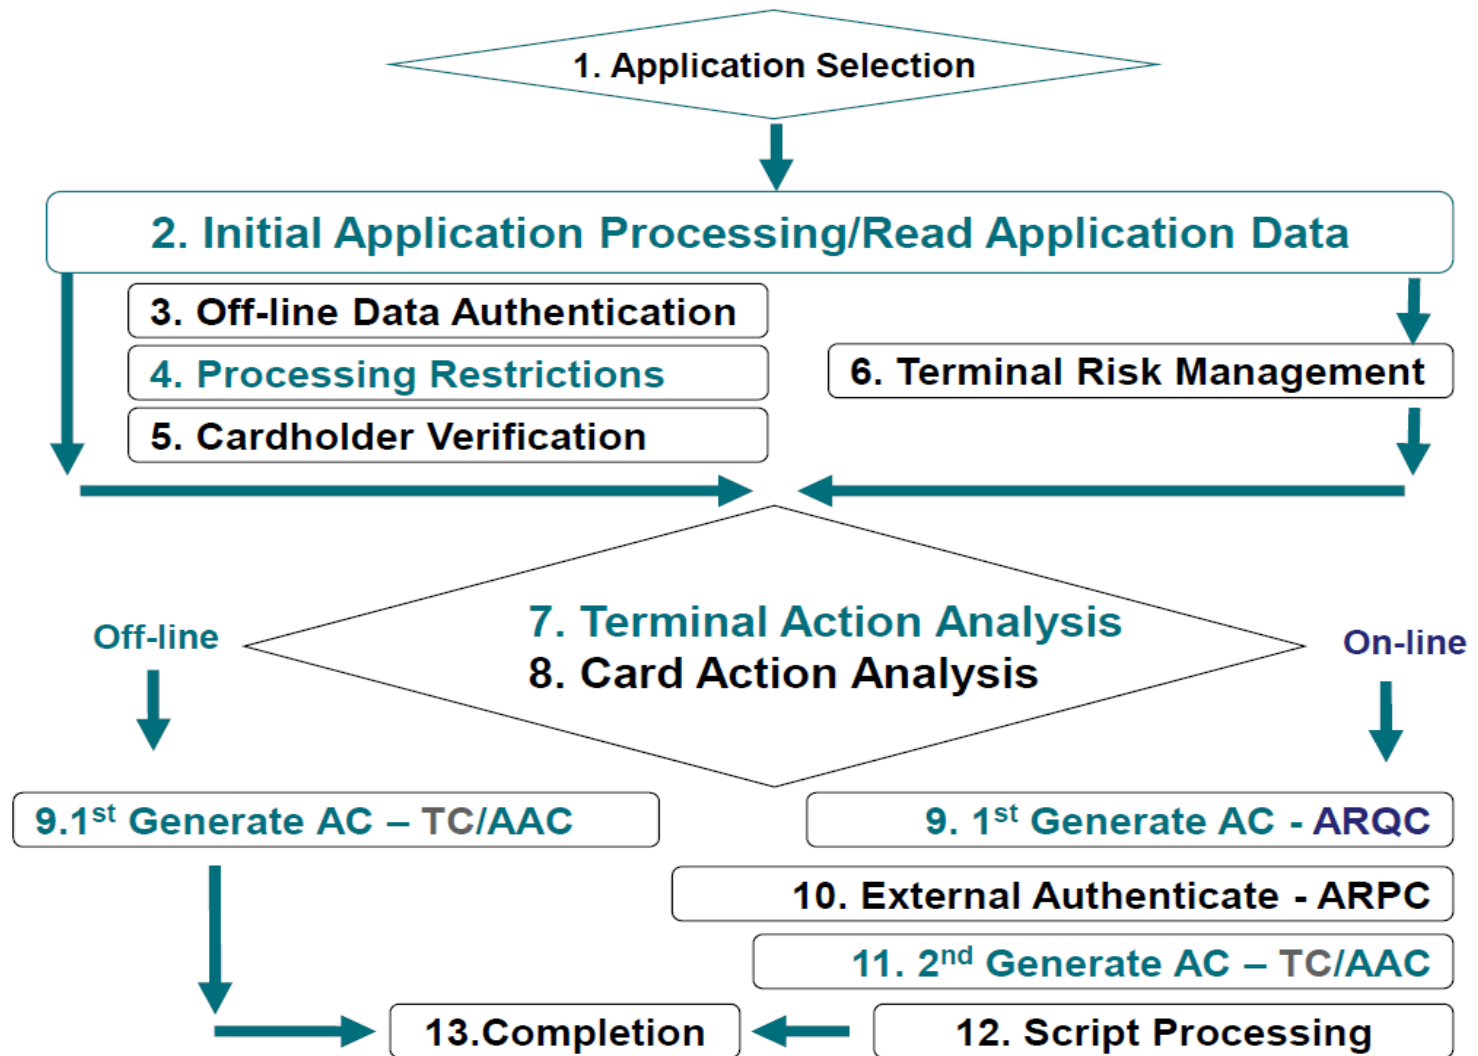 1. Application Selection
2. Initial Application Processing/Read Application Data
3. Off-line Data Authentication
4. Processing Restrictions
5. Cardholder Verification
6. Terminal Risk Management
7. Terminal Action Analysis
8. Card Action Analysis
Off-line
On-line
9.1st Generate AC – TC/AAC
9. 1st Generate AC - ARQC
10. External Authenticate - ARPC
11. 2nd Generate AC – TC/AAC
12. Script Processing
13.Completion